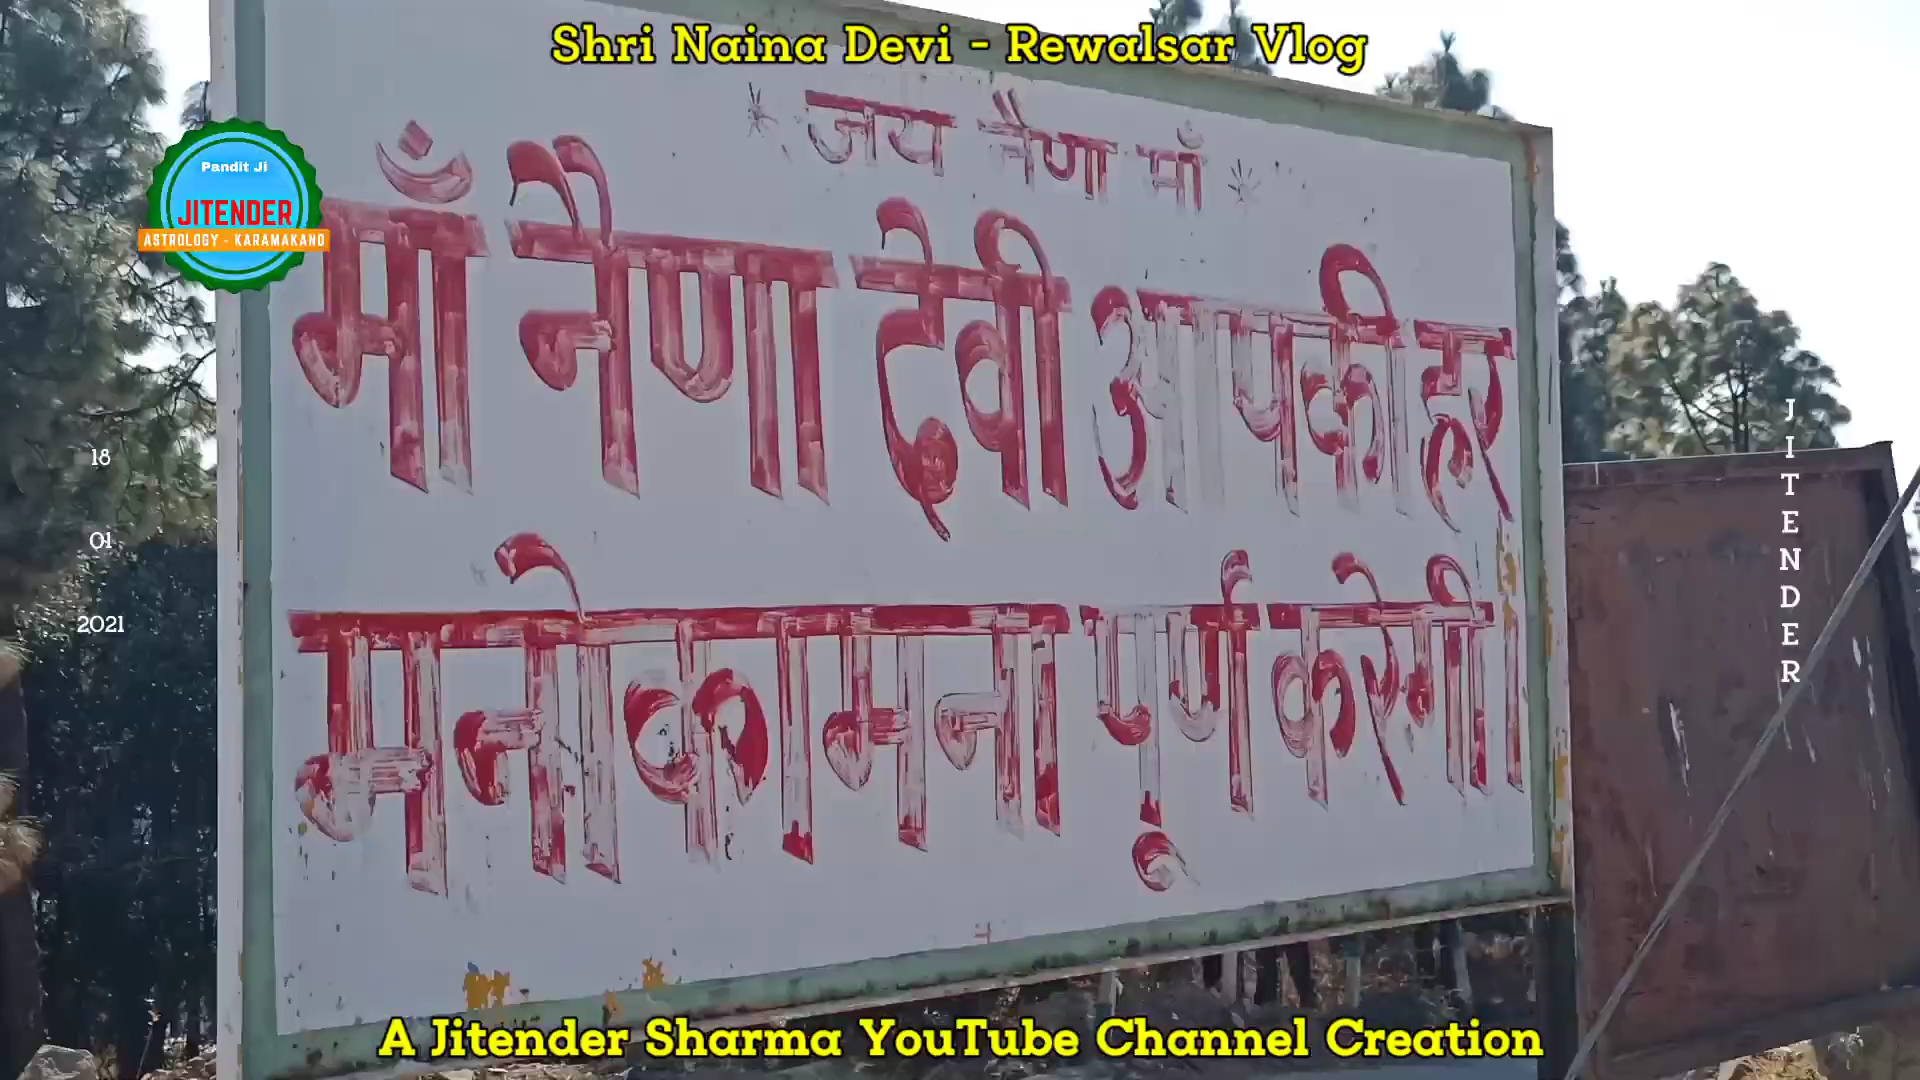 Shri Naina Devi - Rewalsar Vlog
जय नैणा माँ
Pandit Ji
JITENDER
ASTROLOGY - KARAMAKAND
माँ नैणा देवी आपकी हर
मनोकामना पूर्ण करेगी।
18
01
2021
JITENDER
A Jitender Sharma YouTube Channel Creation